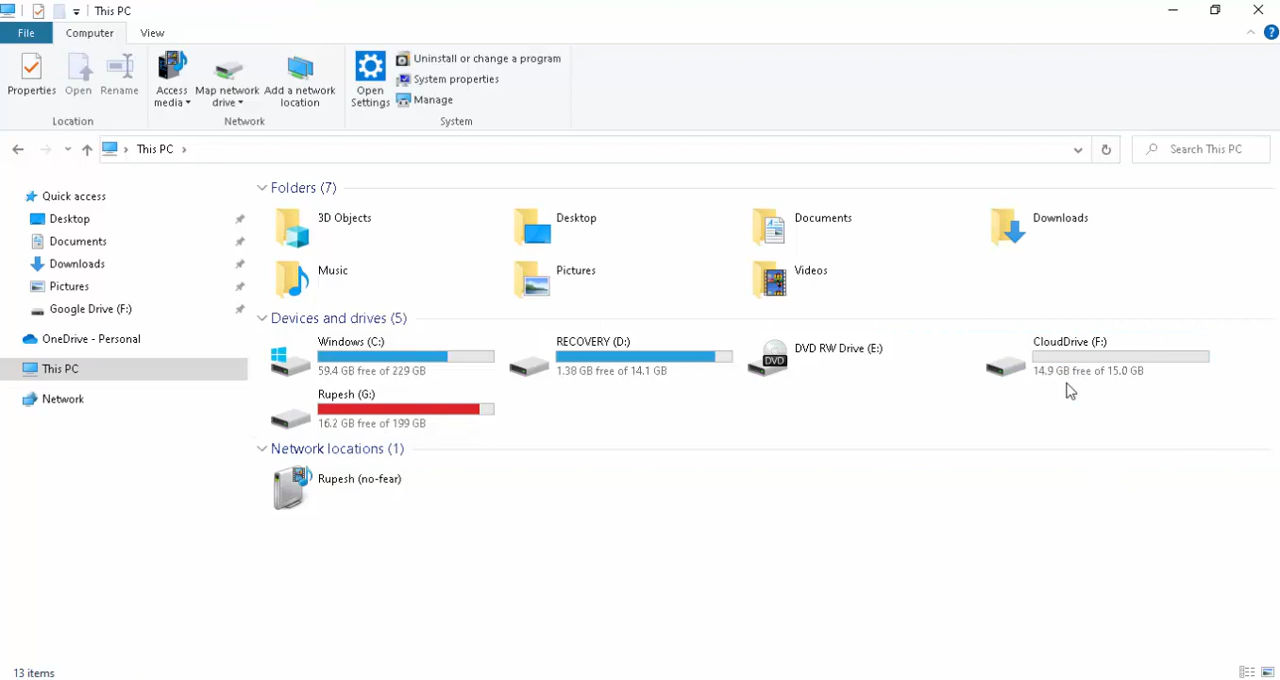 This PC
File Computer View
Properties Open Rename Access media Map network drive Add a network location Open Settings Uninstall or change a program
System properties
Manage
Location Network System
This PC Search This PC
Quick access
Desktop
Documents
Downloads
Pictures
Google Drive (F:)
OneDrive - Personal
This PC
Network
Folders (7)
3D Objects Desktop Documents Downloads
Music Pictures Videos
Devices and drives (5)
Windows (C:)
59.4 GB free of 229 GB
RECOVERY (D:)
1.38 GB free of 14.1 GB
DVD RW Drive (E:)
DVD
CloudDrive (F:)
14.9 GB free of 15.0 GB
Rupesh (G:)
16.2 GB free of 199 GB
Network locations (1)
Rupesh (no-fear)
13 items